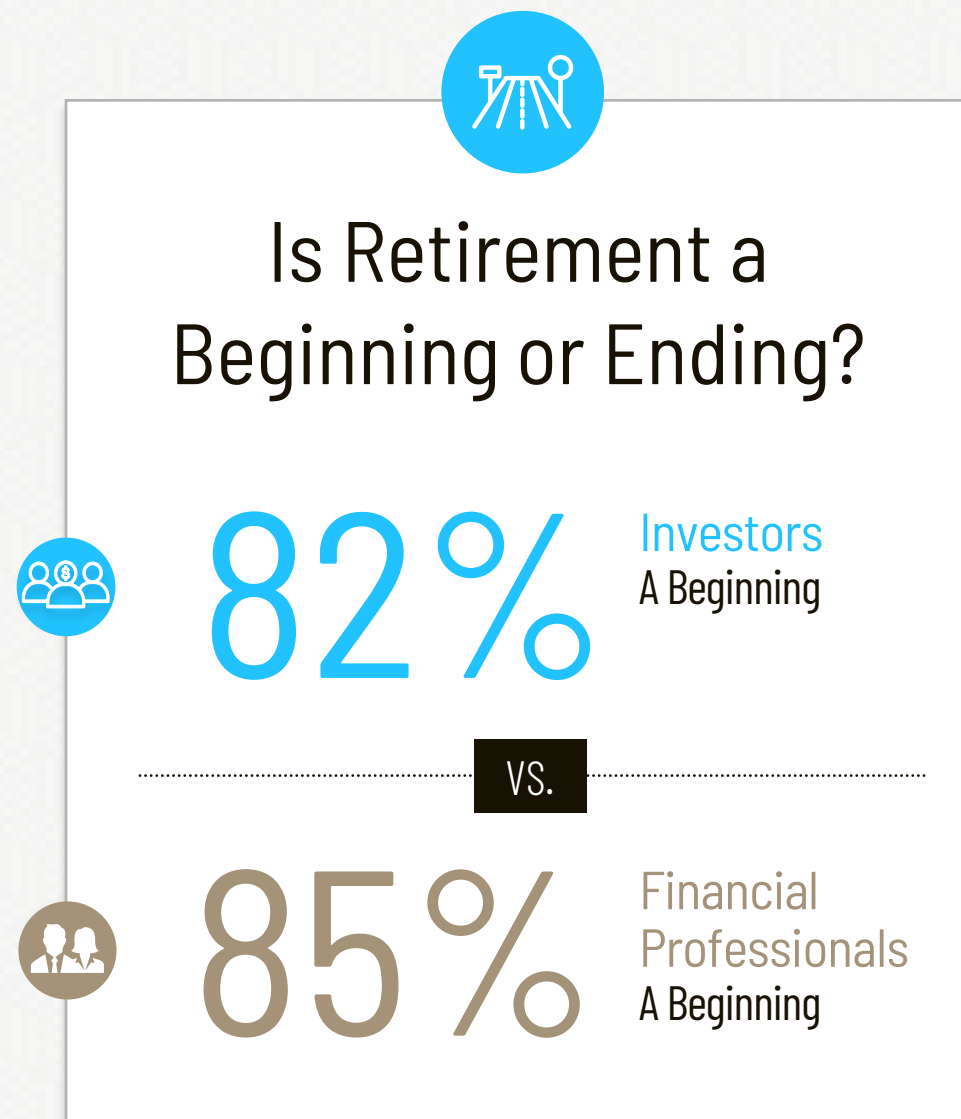 Is Retirement a
Beginning or Ending?
82%
Investors
A Beginning
VS.
85%
Financial
Professionals
A Beginning